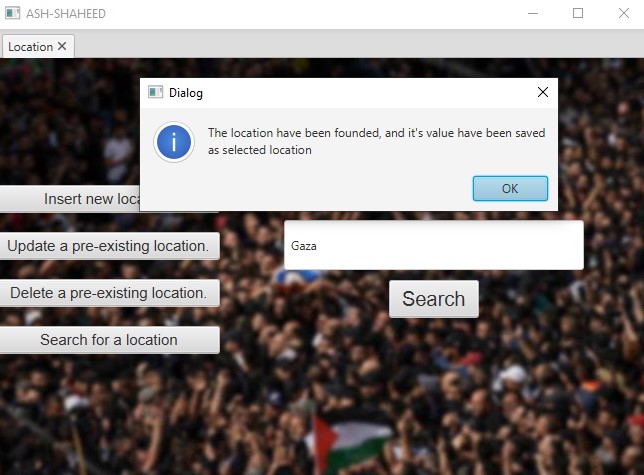 ASH-SHAHEED
Location
Dialog
The location have been founded, and it's value have been saved
as selected location
OK
Insert new loca
Update a pre-existing location.
Gaza
Delete a pre-existing location.
Search
Search for a location